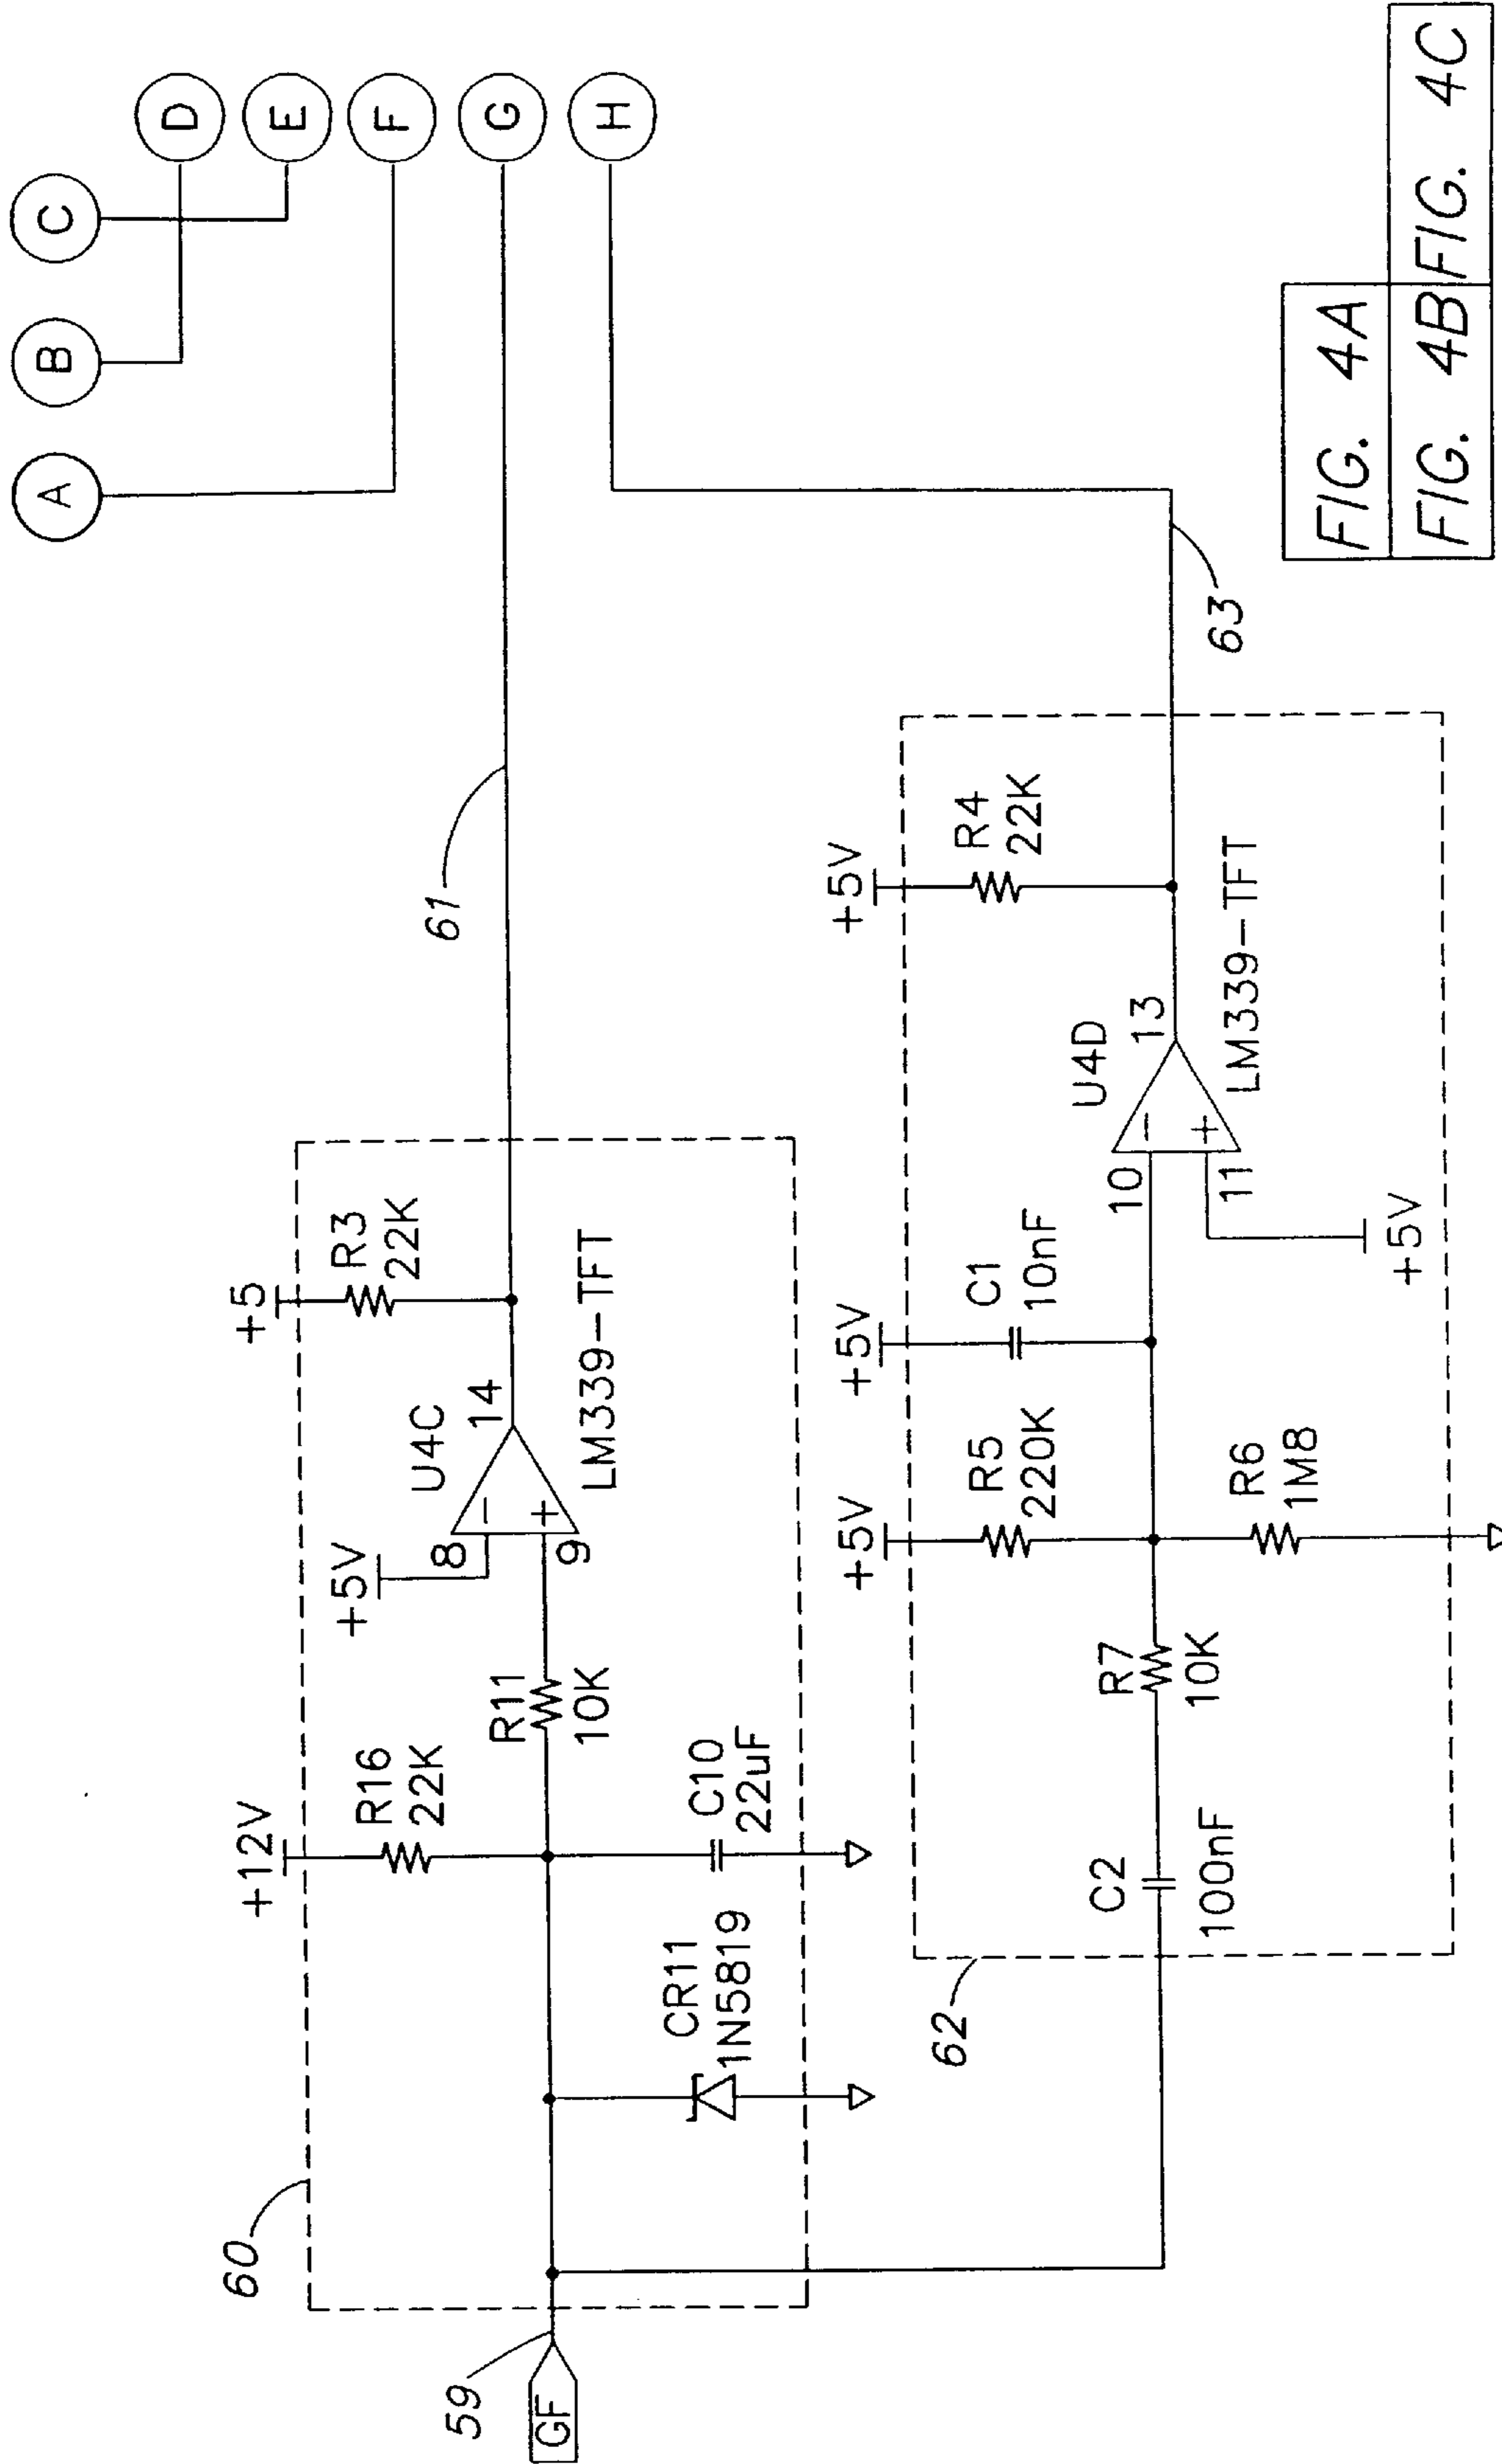 A
B
C
D
E
F
G
H
60
+12V
R16
22K
+5V
+5
R3
22K
U4C
8
9
14
LM339-TFT
R11
10K
C10
22uF
CR11
1N5819
61
59
GF
62
+5V
R5
220K
+5V
C1
10nF
+5V
R4
22K
U4D
10
11
13
LM339-TFT
+5V
C2
100nF
R7
10K
R6
1M8
63
FIG. 4A
FIG. 4B FIG. 4C